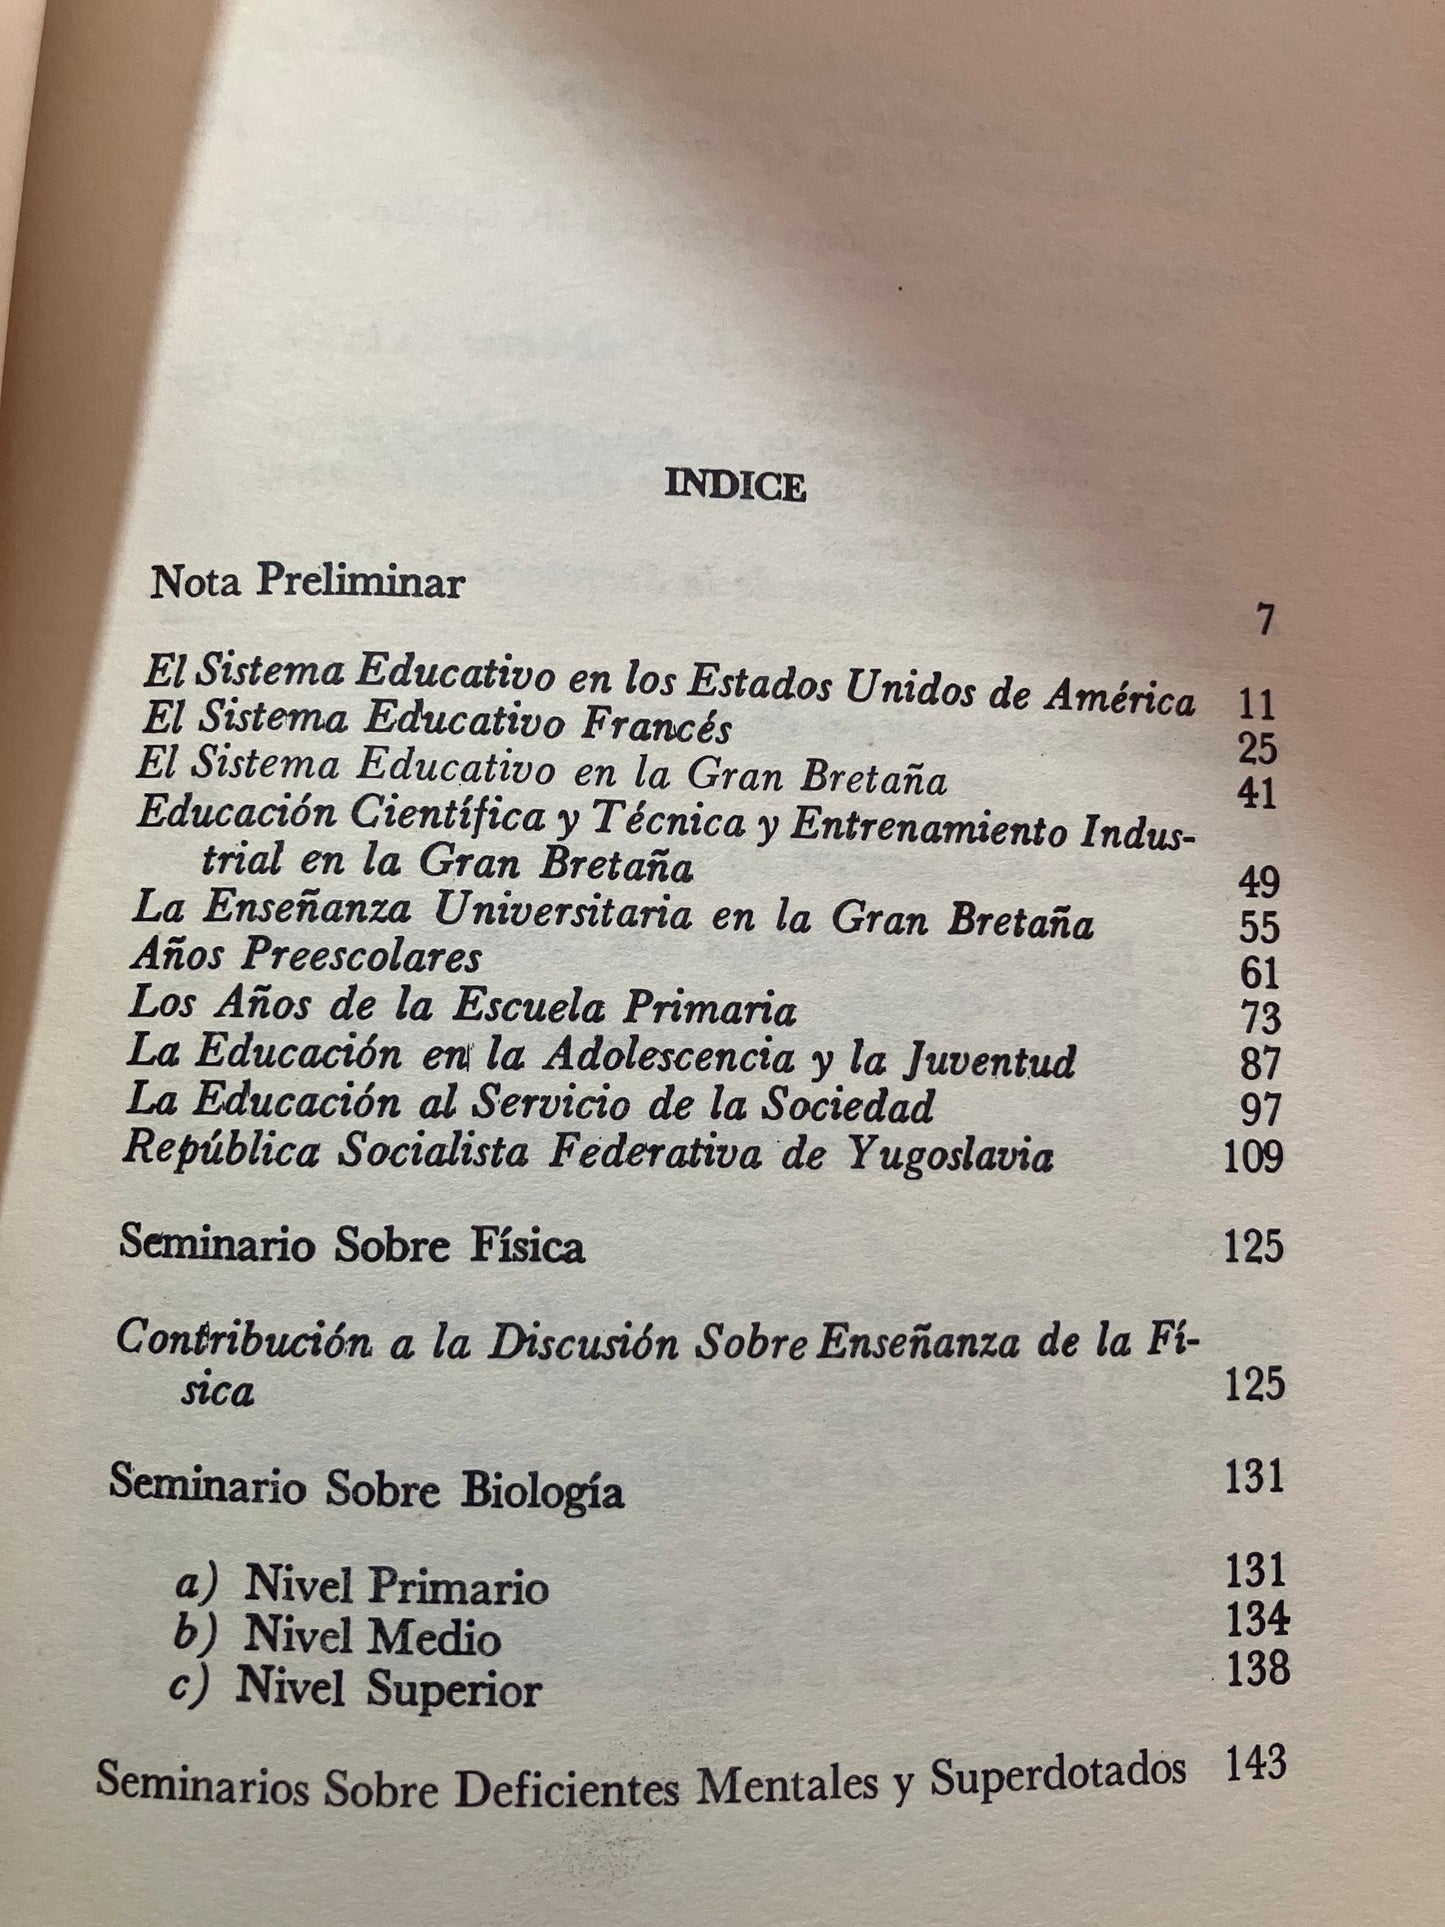 INDICE
Nota Preliminar 7
El Sistema Educativo en los Estados Unidos de América 11
El Sistema Educativo Francés 25
El Sistema Educativo en la Gran Bretaña 41
Educación Científica y Técnica y Entrenamiento Indus-
trial en la Gran Bretaña 49
La Enseñanza Universitaria en la Gran Bretaña 55
Años Preescolares 61
Los Años de la Escuela Primaria 73
La Educación en la Adolescencia y la Juventud 87
La Educación al Servicio de la Sociedad 97
República Socialista Federativa de Yugoslavia 109
Seminario Sobre Física 125
Contribución a la Discusión Sobre Enseñanza de la Fí-
sica 125
Seminario Sobre Biología 131
a) Nivel Primario 131
b) Nivel Medio 134
c) Nivel Superior 138
Seminarios Sobre Deficientes Mentales y Superdotados 143